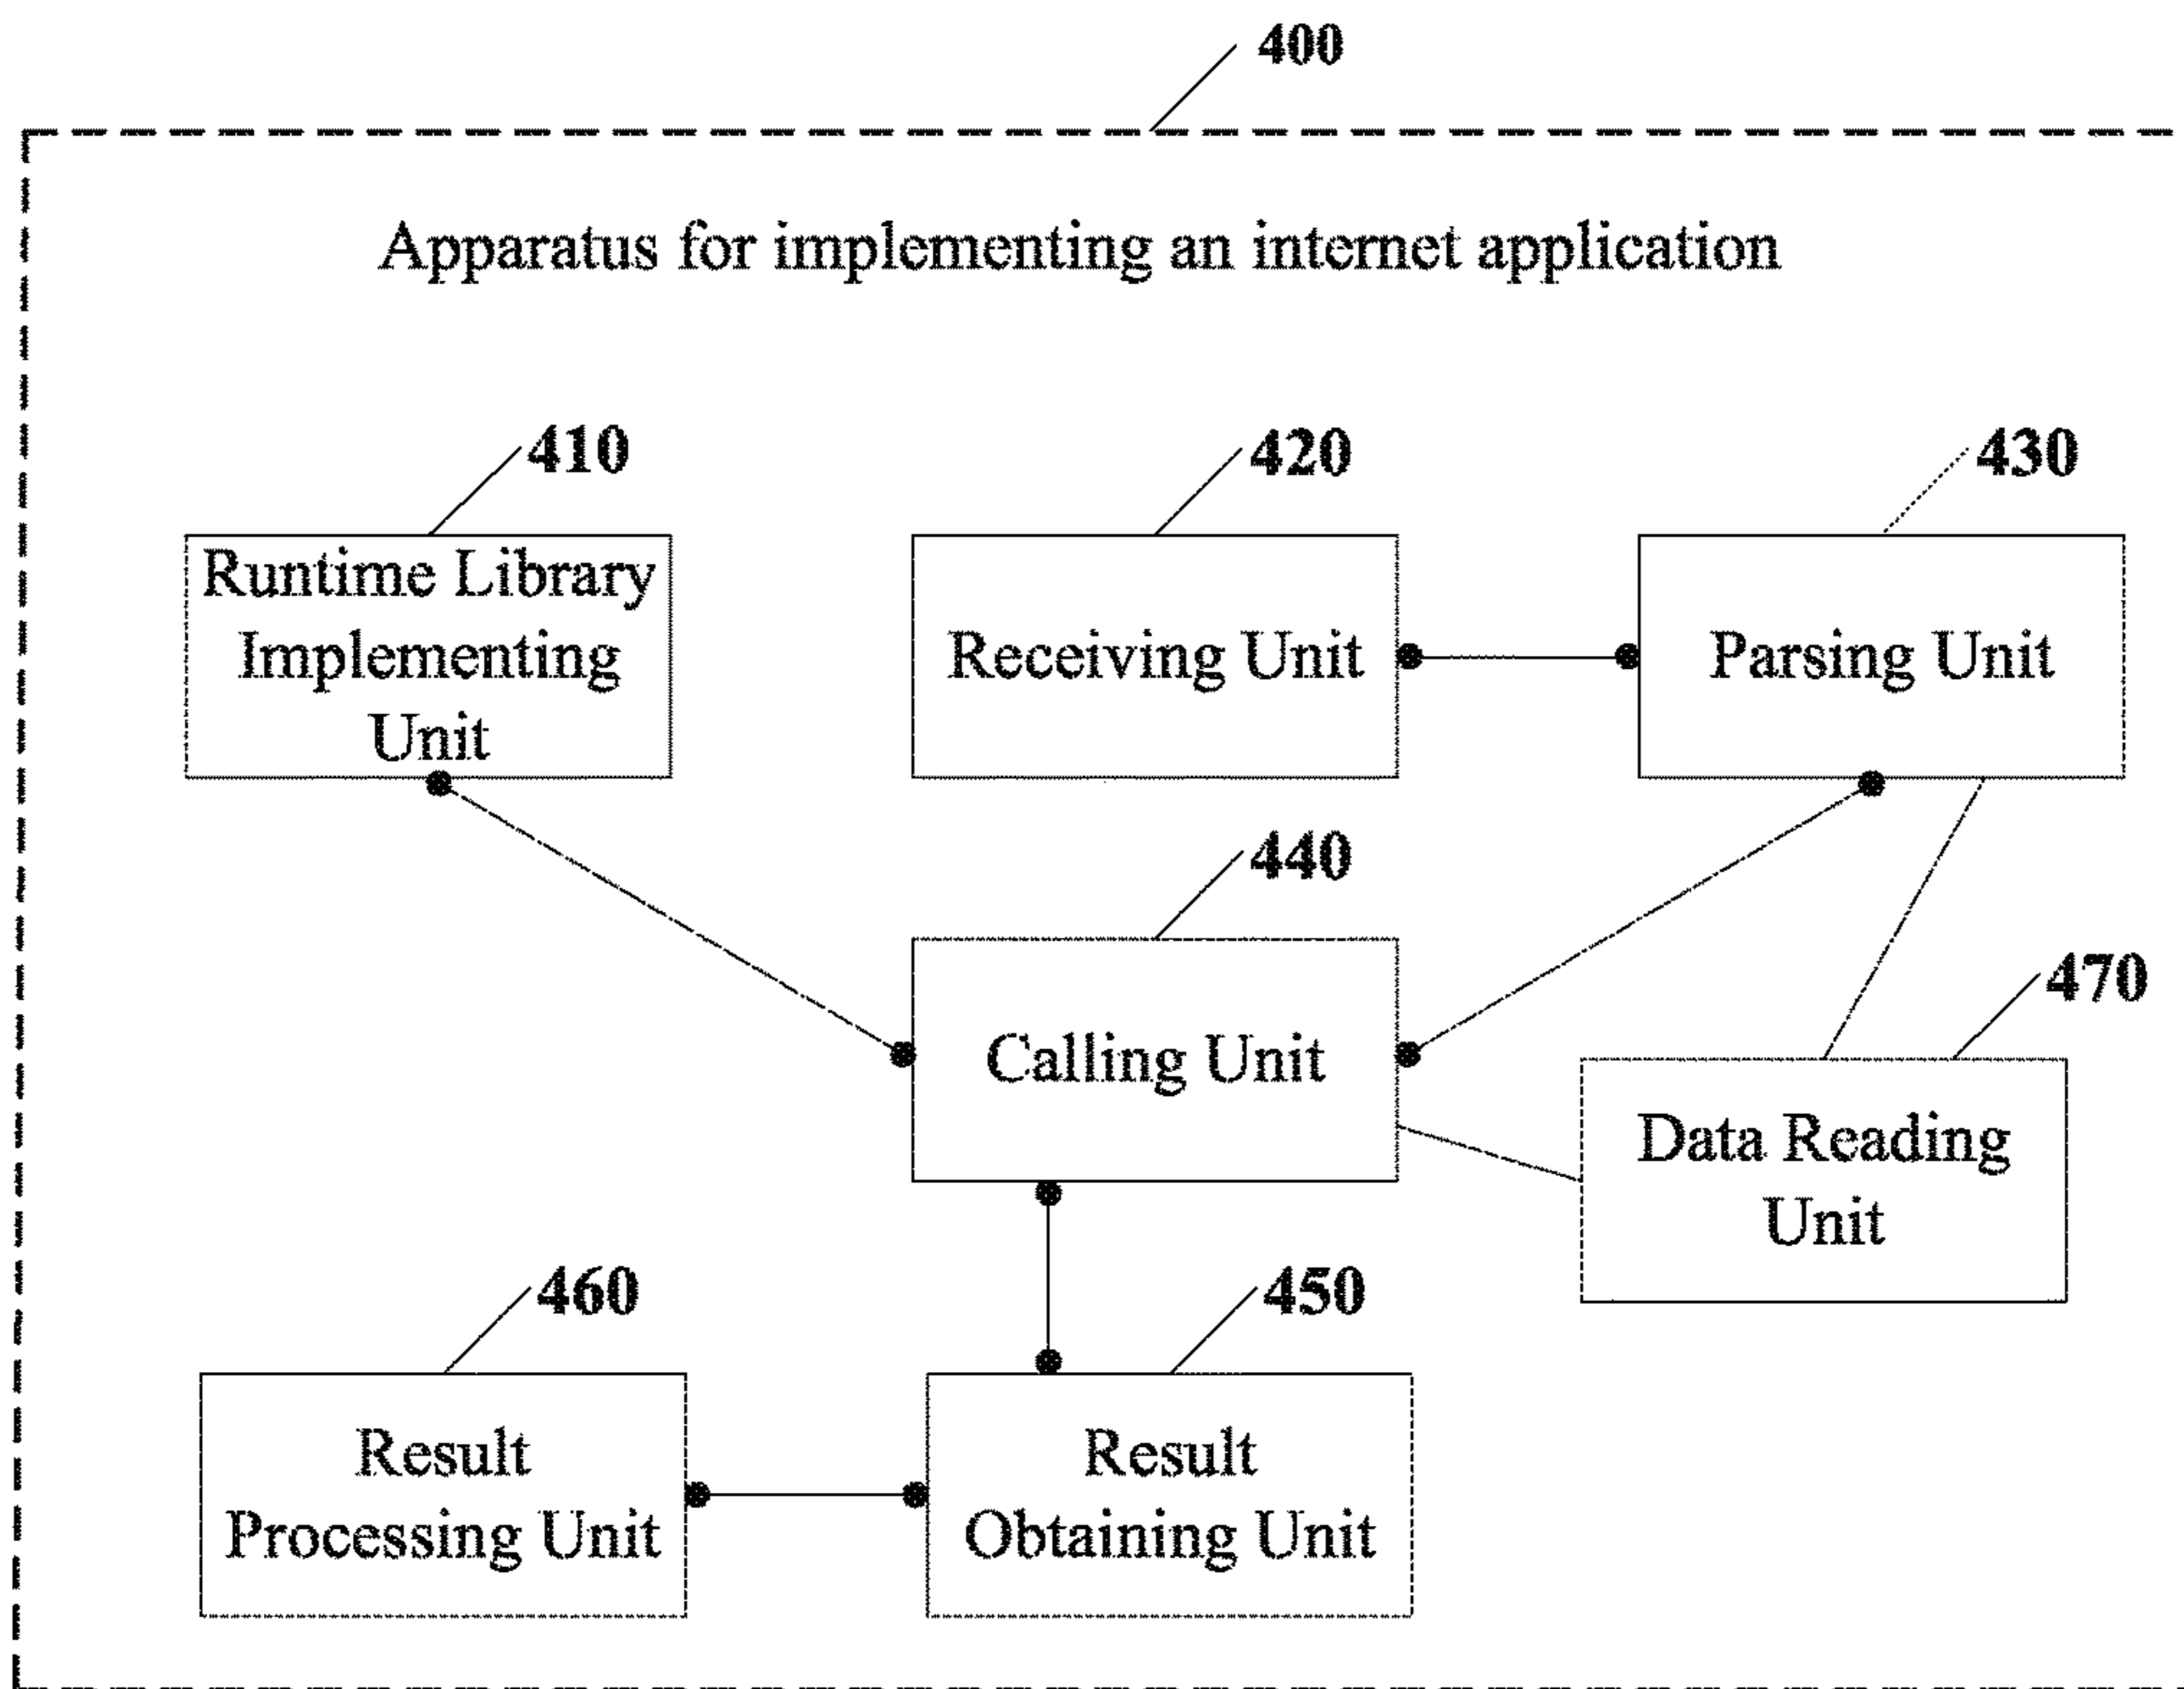 400
Apparatus for implementing an internet application
410
420
430
Runtime Library
Implementing
Unit
Receiving Unit
Parsing Unit
440
470
Calling Unit
Data Reading
Unit
460
450
Result
Processing Unit
Result
Obtaining Unit